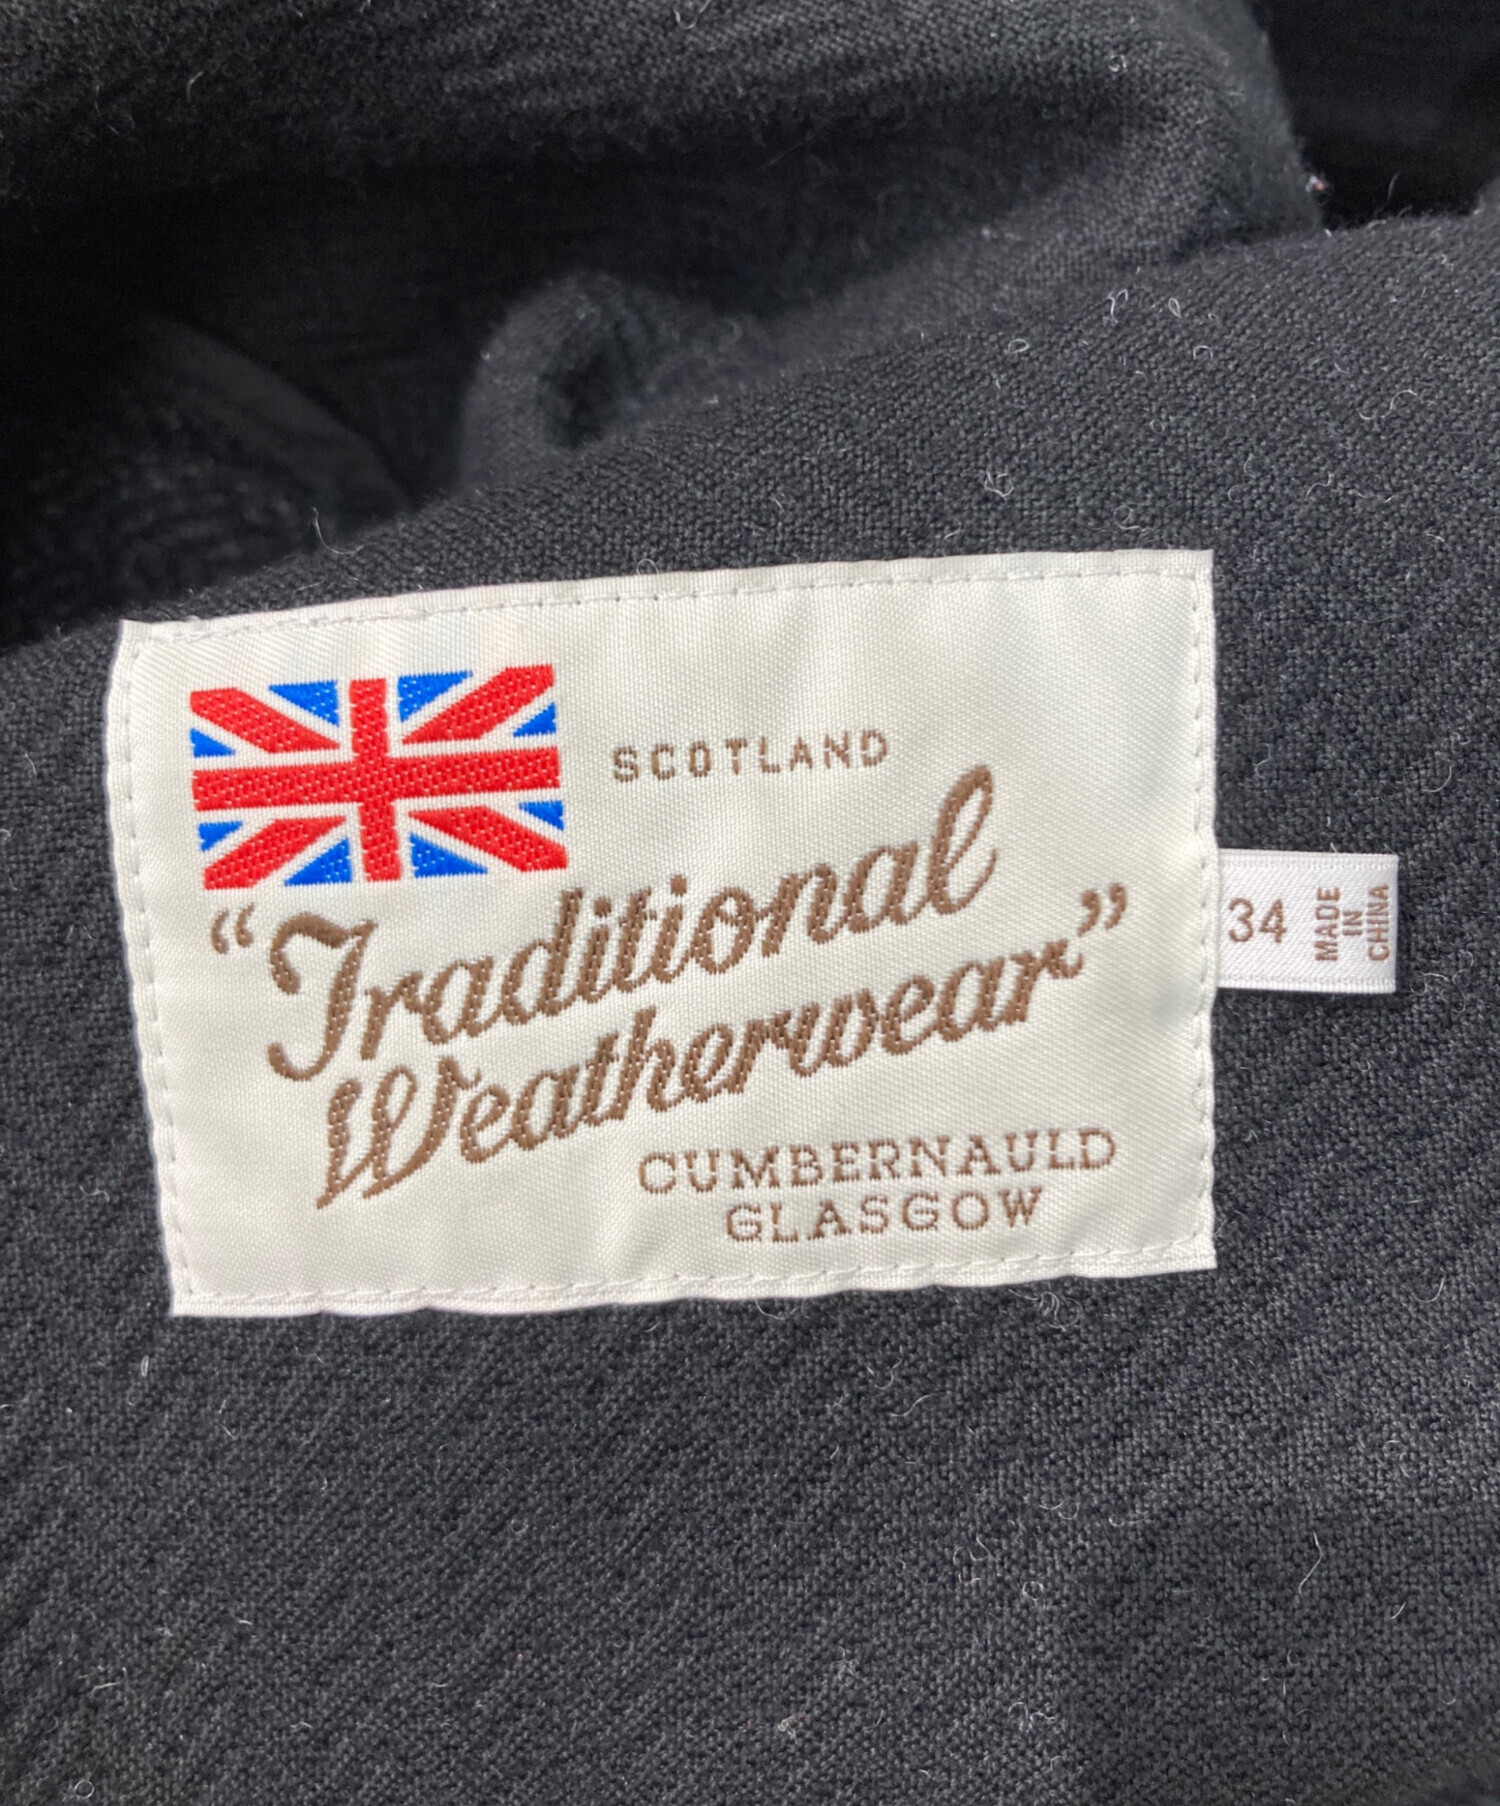 SCOTLAND
“Traditional
Weatherwear”
CUMBERNAULD
GLASGOW
34
MADE
IN
CHINA